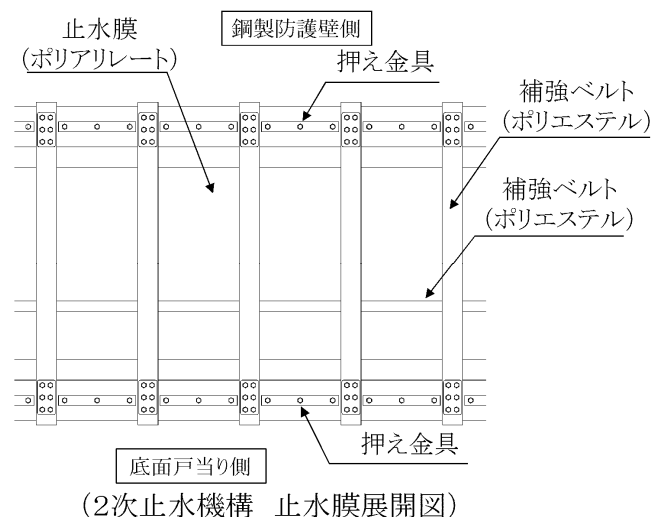 止水膜
(ポリアリレート)
鋼製防護壁側
押え金具
補強ベルト
(ポリエステル)
補強ベルト
(ポリエステル)
押え金具
底面戸当り側
(2次止水機構 止水膜展開図)